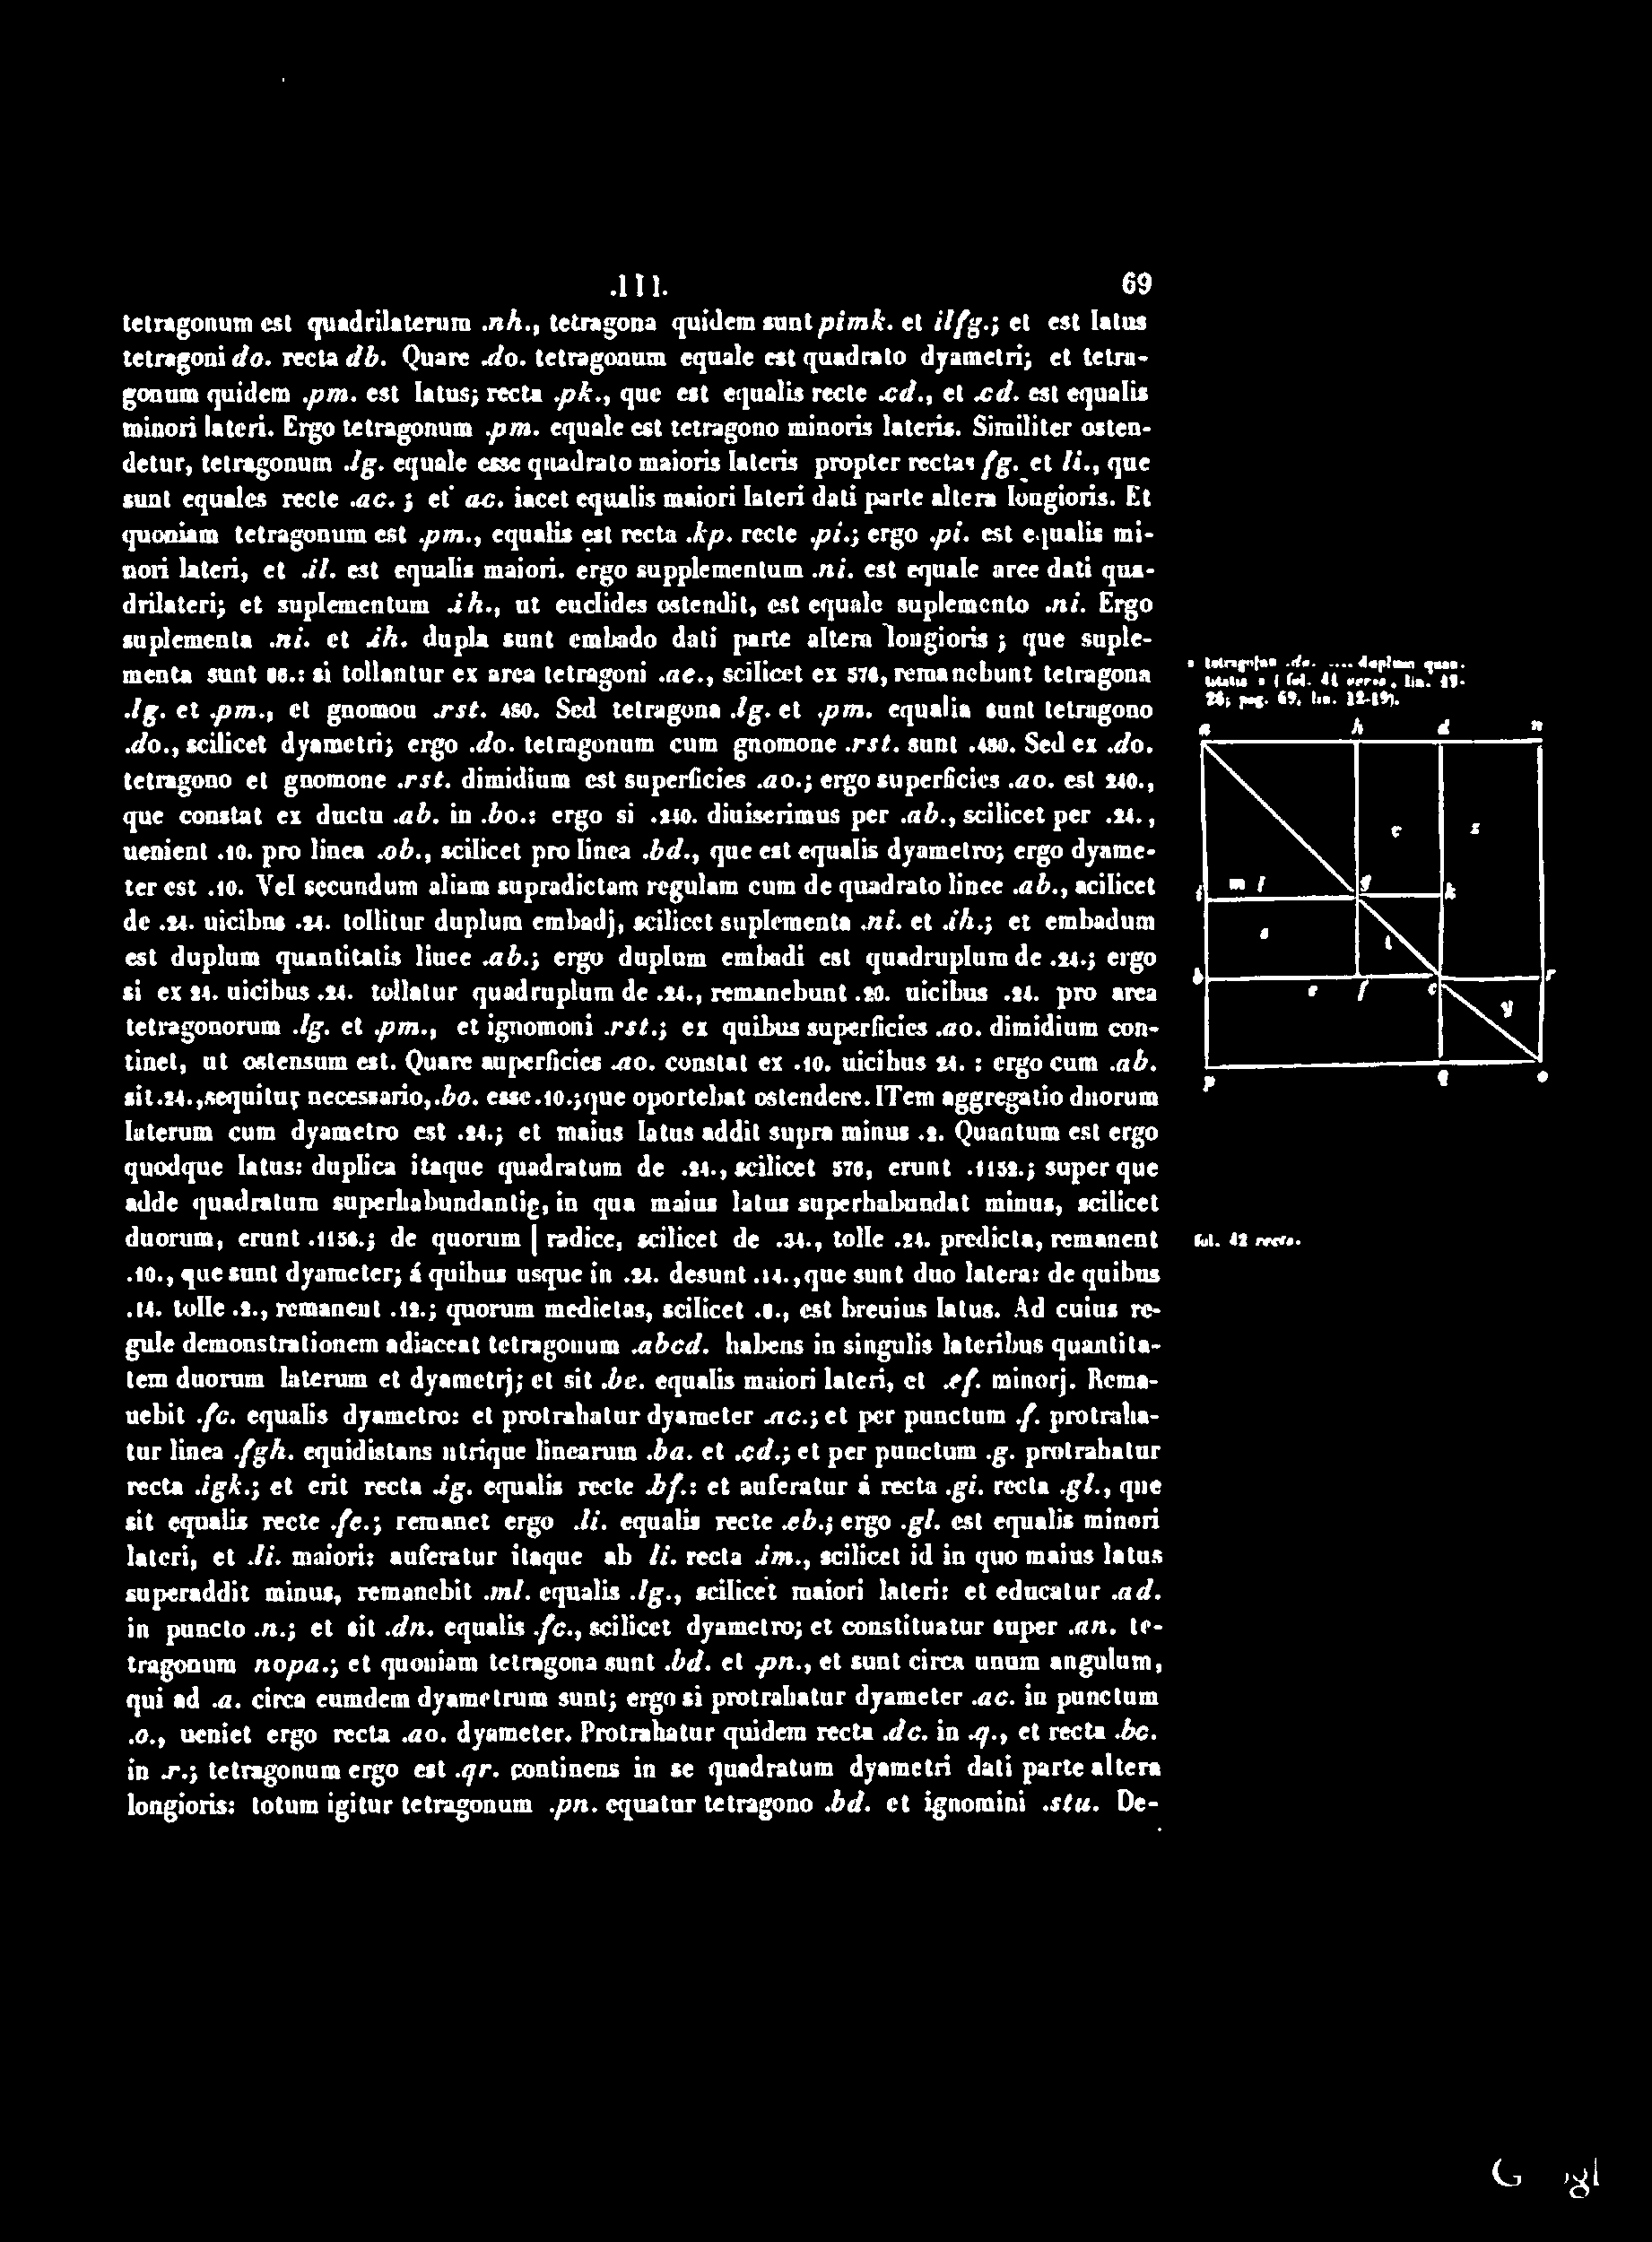 .III. 69
tetragonum est quadrilaterum .nh., tetragona quidem sunt pimk. et ilfg.; et est latus
tetragoni do. recta db. Quare .do. tetragonum equale est quadrato dyametri; et tetra-
gonum quidem .pm. est latus; recta .pk., que est equalis recte .cd., et .cd. est equalis
minori lateri. Ergo tetragonum .pm. equale est tetragono minoris lateris. Similiter osten-
detur, tetragonum .lg. equale esse quadrato maioris lateris propter rectas fg. et li., que
sunt equales recte .ac. ; et ac. iacet equalis maiori lateri dati parte altera longioris. Et
quoniam tetragonum est .pm., equalis est recta .kp. recte .pi.; ergo .pi. est equalis mi-
nori lateri, et .il. est equalis maiori. ergo supplementum .ni. est equale aree dati qua-
drilateri; et suplementum .ih., ut euclides ostendit, est equale suplemento .ni. Ergo
suplementa .ni. et .ih. dupla sunt embado dati parte altera longioris ; que suple-
menta sunt 96.: si tollantur ex area tetragoni .ae., scilicet ex 576, remanebunt tetragona
.lg. et .pm., et gnomon .rst. 480. Sed tetragona .lg. et .pm. equalia sunt tetragono
.do., scilicet dyametri; ergo .do. tetragonum cum gnomone .rst. sunt .480. Sed ex .do.
tetragono et gnomone .rst. dimidium est superficies .ao.; ergo superficies .ao. est 240.,
que constat ex ductu .ab. in .bo.: ergo si .240. diuiserimus per .ab., scilicet per .24.,
uenient .10. pro linea .ob., scilicet pro linea .bd., que est equalis dyametro; ergo dyame-
ter est .10. Vel secundum aliam supradictam regulam cum de quadrato linee .ab., scilicet
de .24. uicibus .24. tollitur duplum embadj, scilicet suplementa .ni. et .ih.; et embadum
est duplum quantitatis linee .ab.; ergo duplum embadi est quadruplum de .24.; ergo
si ex 24. uicibus .24. tollatur quadruplum de .24., remanebunt .20. uicibus .24. pro area
tetragonorum .lg. et .pm., et ignomoni .rst.; ex quibus superficies .ao. dimidium con-
tinet, ut ostensum est. Quare superficies .ao. constat ex .10. uicibus 24. : ergo cum .ab.
sit .24., sequitur necessario, .bo. esse .10.; que oportebat ostendere. ITem aggregatio duorum
laterum cum dyametro est .24.; et maius latus addit supra minus .2. Quantum est ergo
quodque latus: duplica itaque quadratum de .24., scilicet 576, erunt .1152.; super que
adde quadratum superhabundantię, in qua maius latus superhabundat minus, scilicet
duorum, erunt .1156.; de quorum | radice, scilicet de .34., tolle .24. predicta, remanent
.10., que sunt dyameter; á quibus usque in .24. desunt .14., que sunt duo latera: de quibus
.14. tolle .2., remanent .12.; quorum medietas, scilicet .6., est breuius latus. Ad cuius re-
gule demonstrationem adiaceat tetragonum .abcd. habens in singulis lateribus quantita-
tem duorum laterum et dyametrj; et sit .be. equalis maiori lateri, et .ef. minorj. Rema-
nebit .fc. equalis dyametro: et protrahatur dyameter .ac.; et per punctum .f. protraha-
tur linea .fgh. equidistans utrique linearum .ba. et .cd.; et per punctum .g. protrahatur
recta .igk.; et erit recta .ig. equalis recte .bf.: et auferatur á recta .gi. recta .gl., que
sit equalis recte .fe.; remanet ergo .li. equalis recte .eb.; ergo .gl. est equalis minori
lateri, et .li. maiori: auferatur itaque ab li. recta .im., scilicet id in quo maius latus
superaddit minus, remanebit .ml. equalis .lg., scilicet maiori lateri: et educatur .ad.
in puncto .n.; et sit .dn. equalis .fc., scilicet dyametro; et constituatur super .an. te-
tragonum nopa.; et quoniam tetragona sunt .bd. et .pn., et sunt circa unum angulum,
qui ad .a. circa eumdem dyametrum sunt; ergo si protrahatur dyameter .ac. in punctum
.o., ueniet ergo recta .ao. dyameter. Protrahatur quidem recta .dc. in .q., et recta .bc.
in .r.; tetragonum ergo est .qr. continens in se quadratum dyametri dati parte altera
longioris: totum igitur tetragonum .pn. equatur tetragono .bd. et ignomini .stu. De-
« tetragonum .do. .... duplum quan-
titatis » ( fol. 41 verso, lin. 19-
28; pag. 69, lin. 12-19).
a h d n
m l g k
b e f c r
y
p q o
fol. 42 recto.